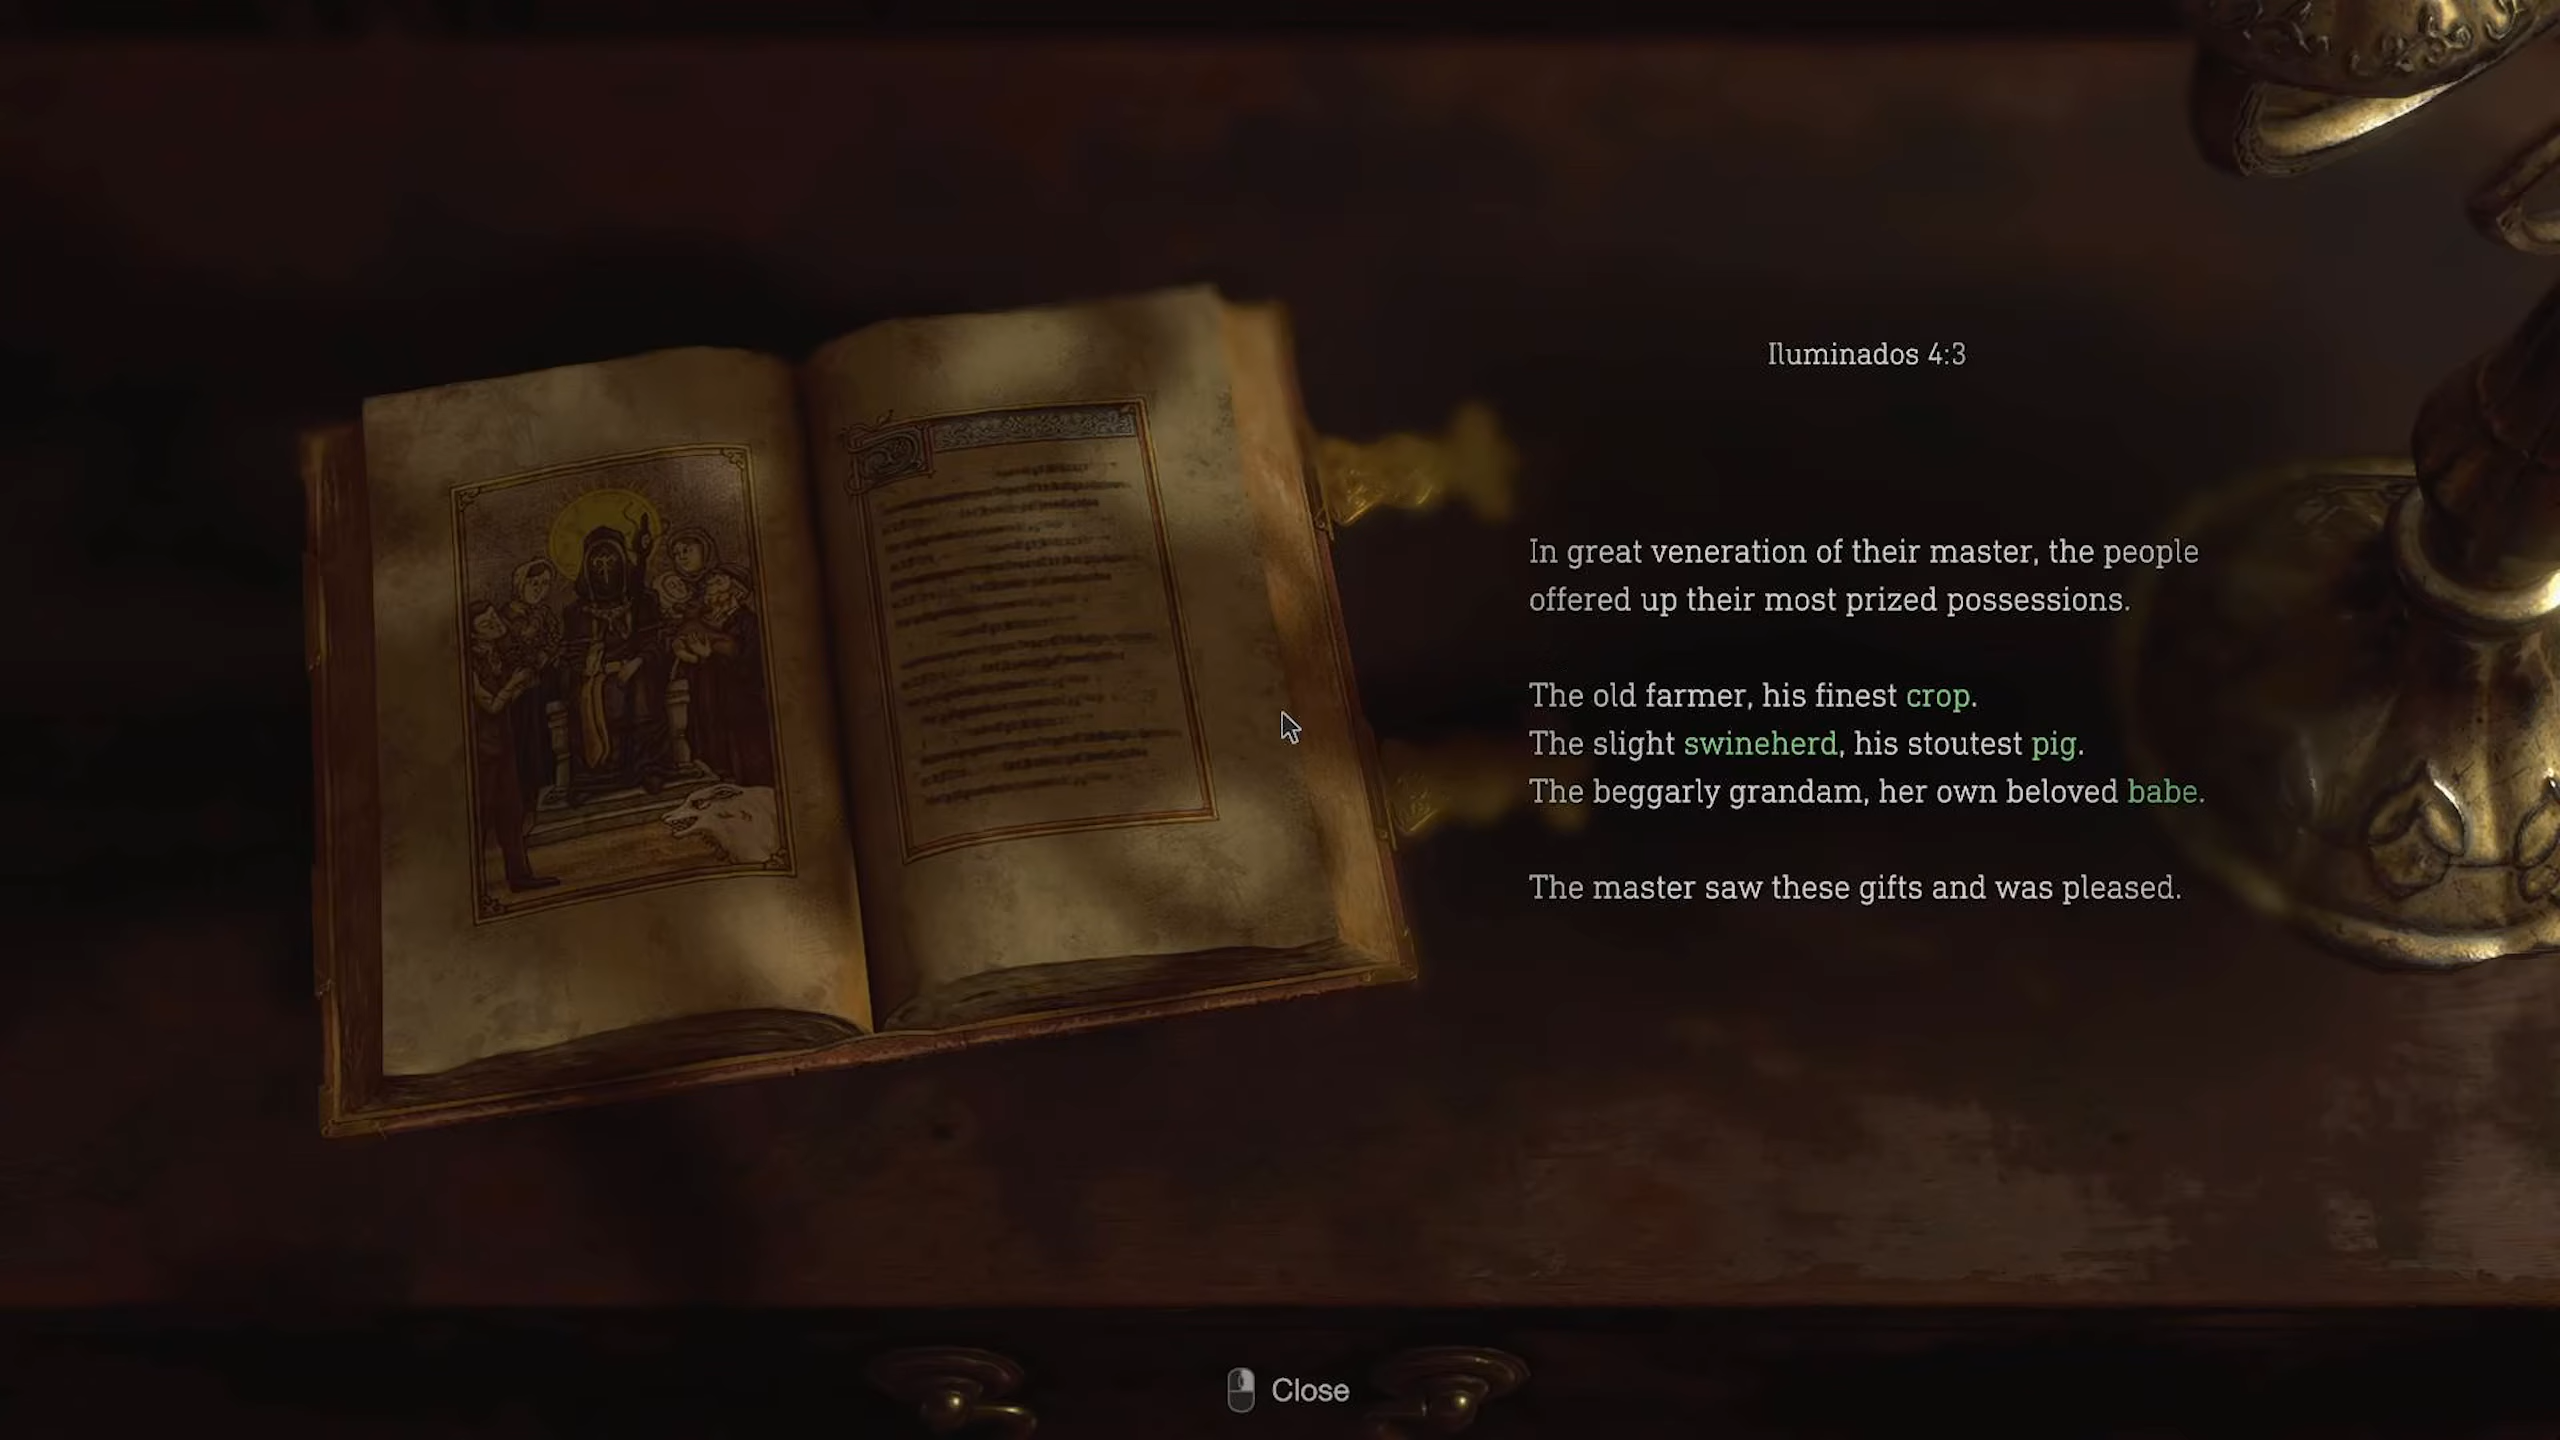 Iluminados 4:3
In great veneration of their master, the people
offered up their most prized possessions.
The old farmer, his finest crop.
The slight swineherd, his stoutest pig.
The beggarly grandam, her own beloved babe.
The master saw these gifts and was pleased.
Close